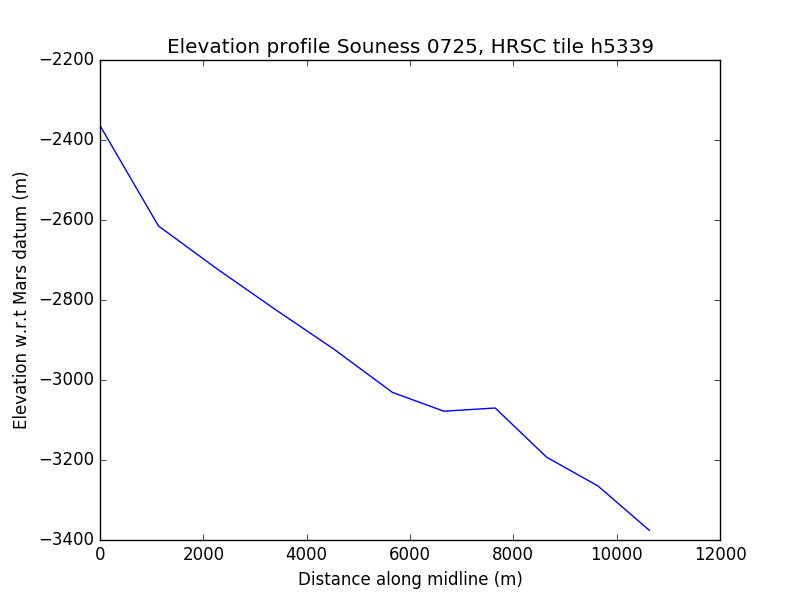 Elevation profile Souness 0725, HRSC tile h5339
Elevation w.r.t Mars datum (m)
−2200
−2400
−2600
−2800
−3000
−3200
−3400
0 2000 4000 6000 8000 10000 12000
Distance along midline (m)